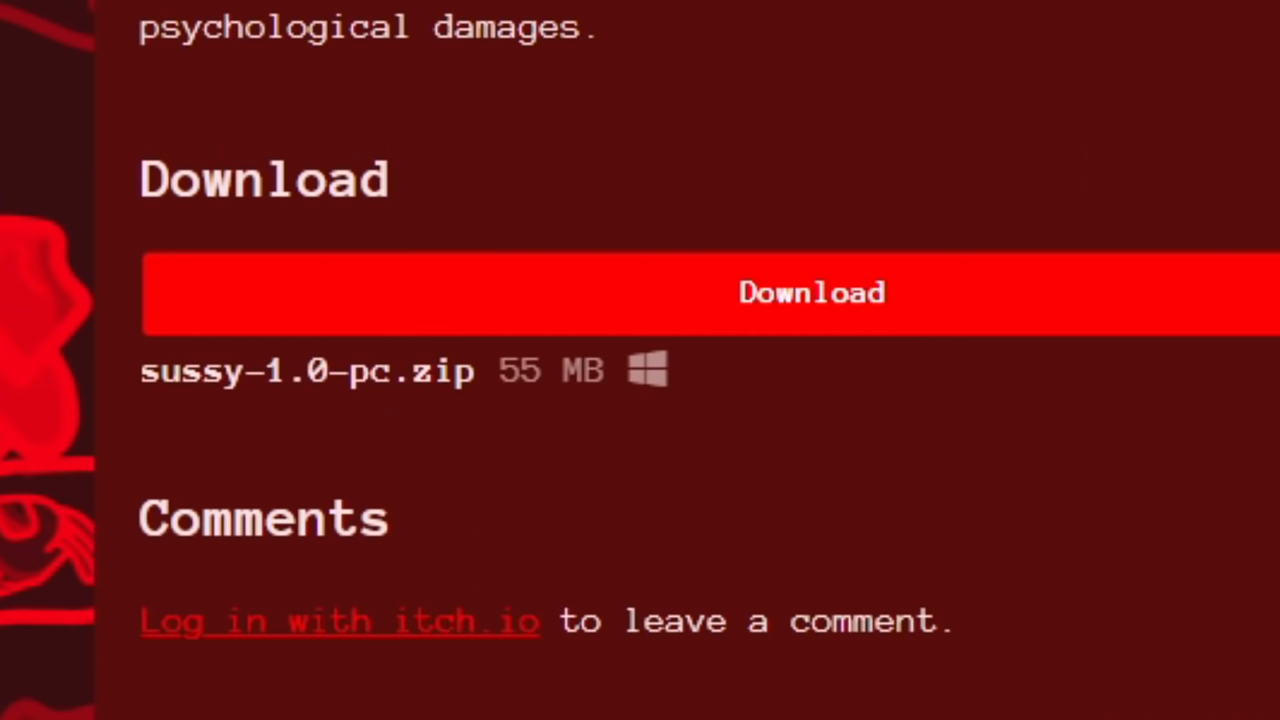 psychological damages.
Download
Download
sussy-1.0-pc.zip 55 MB
Comments
Log in with itch.io to leave a comment.